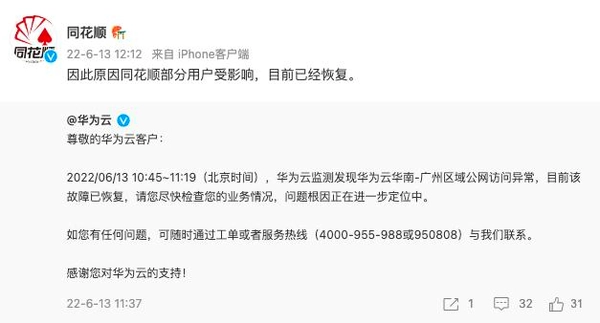 同花顺
同花顺
22-6-13 12:12 来自 iPhone客户端
因此原因同花顺部分用户受影响，目前已经恢复。
@华为云
尊敬的华为云客户：
2022/06/13 10:45~11:19（北京时间），华为云监测发现华为云华南-广州区域公网访问异常，目前该
故障已恢复，请您尽快检查您的业务情况，问题根因正在进一步定位中。
如您有任何问题，可随时通过工单或者服务热线（4000-955-988或950808）与我们联系。
感谢您对华为云的支持！
22-6-13 11:37 1 32 31